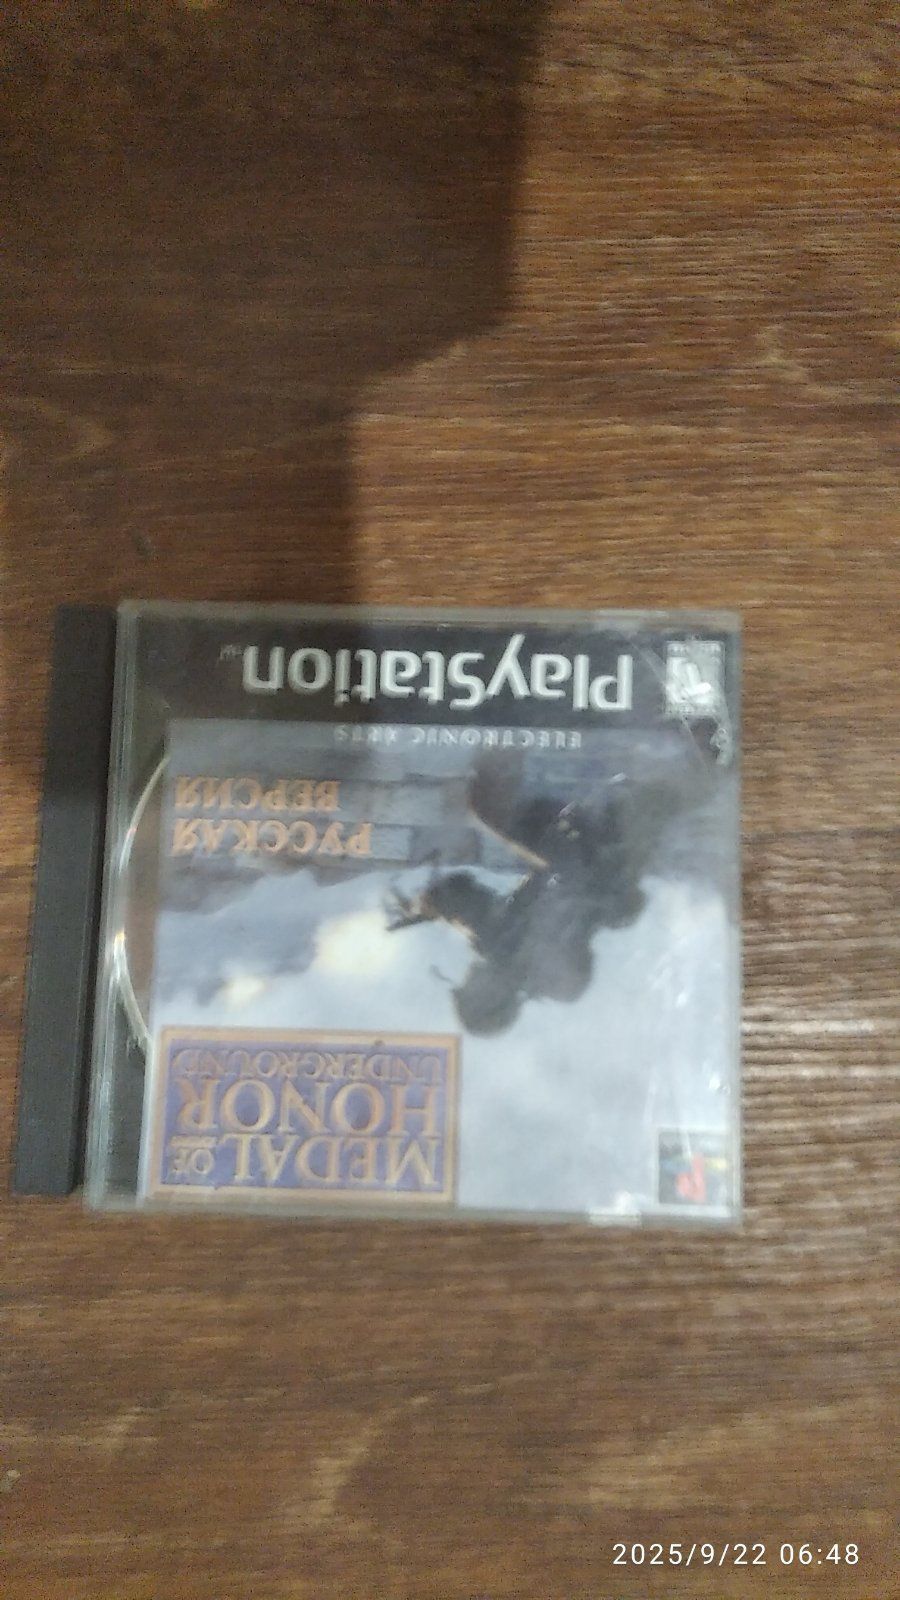 PlayStation
ELECTRONIC ARTS
РУССКАЯ
ВЕРСИЯ
MEDAL OF
HONOR
UNDERGROUND
2025/9/22 06:48